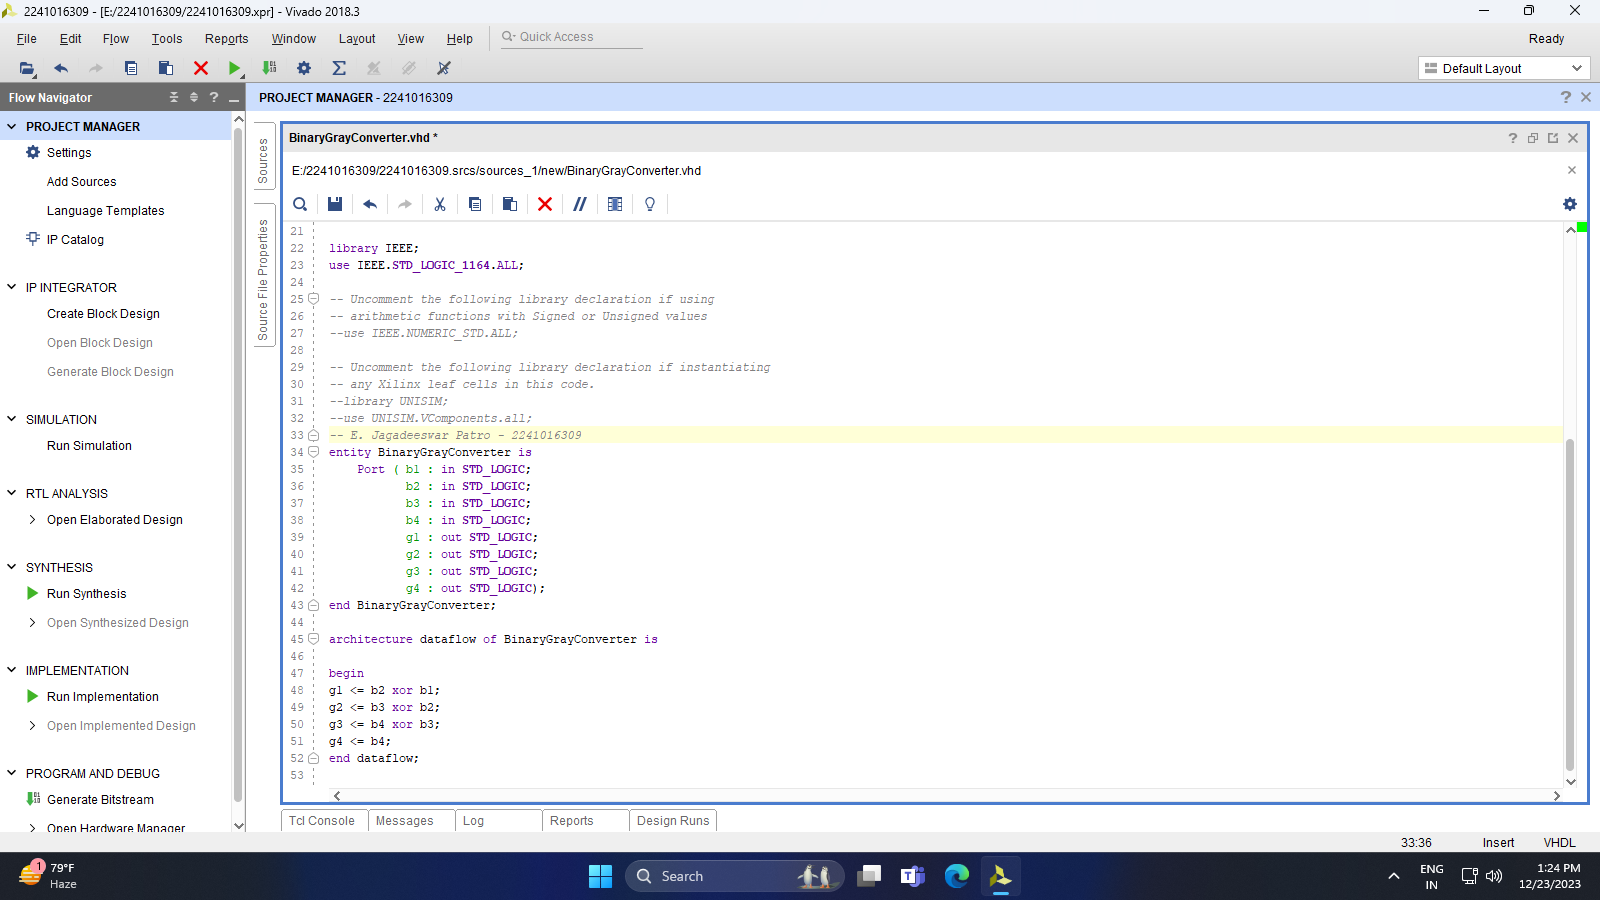 2241016309 - [E:/2241016309/2241016309.xpr] - Vivado 2018.3
File Edit Flow Tools Reports Window Layout View Help Quick Access Ready
Default Layout
Flow Navigator
PROJECT MANAGER - 2241016309
PROJECT MANAGER
Settings
Add Sources
Language Templates
IP Catalog
IP INTEGRATOR
Create Block Design
Open Block Design
Generate Block Design
SIMULATION
Run Simulation
RTL ANALYSIS
Open Elaborated Design
SYNTHESIS
Run Synthesis
Open Synthesized Design
IMPLEMENTATION
Run Implementation
Open Implemented Design
PROGRAM AND DEBUG
Generate Bitstream
Open Hardware Manager
Sources
Source File Properties
BinaryGrayConverter.vhd *
E:/2241016309/2241016309.srcs/sources_1/new/BinaryGrayConverter.vhd
21
22 library IEEE;
23 use IEEE.STD_LOGIC_1164.ALL;
24
25 -- Uncomment the following library declaration if using
26 -- arithmetic functions with Signed or Unsigned values
27 --use IEEE.NUMERIC_STD.ALL;
28
29 -- Uncomment the following library declaration if instantiating
30 -- any Xilinx leaf cells in this code.
31 --library UNISIM;
32 --use UNISIM.VComponents.all;
33 -- E. Jagadeeswar Patro - 2241016309
34 entity BinaryGrayConverter is
35 Port ( b1 : in STD_LOGIC;
36 b2 : in STD_LOGIC;
37 b3 : in STD_LOGIC;
38 b4 : in STD_LOGIC;
39 g1 : out STD_LOGIC;
40 g2 : out STD_LOGIC;
41 g3 : out STD_LOGIC;
42 g4 : out STD_LOGIC);
43 end BinaryGrayConverter;
44
45 architecture dataflow of BinaryGrayConverter is
46
47 begin
48 g1 <= b2 xor b1;
49 g2 <= b3 xor b2;
50 g3 <= b4 xor b3;
51 g4 <= b4;
52 end dataflow;
53
Tcl Console Messages Log Reports Design Runs
33:36 Insert VHDL
1
79°F
Haze
Search
ENG
IN
1:24 PM
12/23/2023